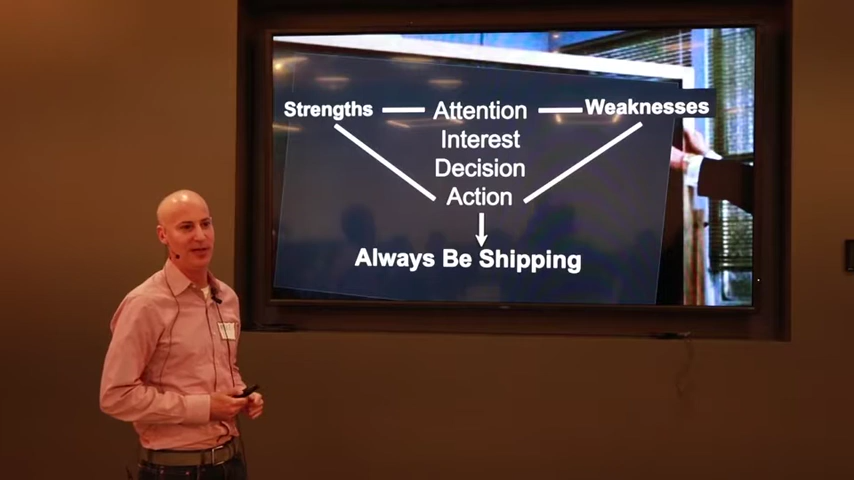 Strengths Attention Weaknesses
Interest
Decision
Action
Always Be Shipping